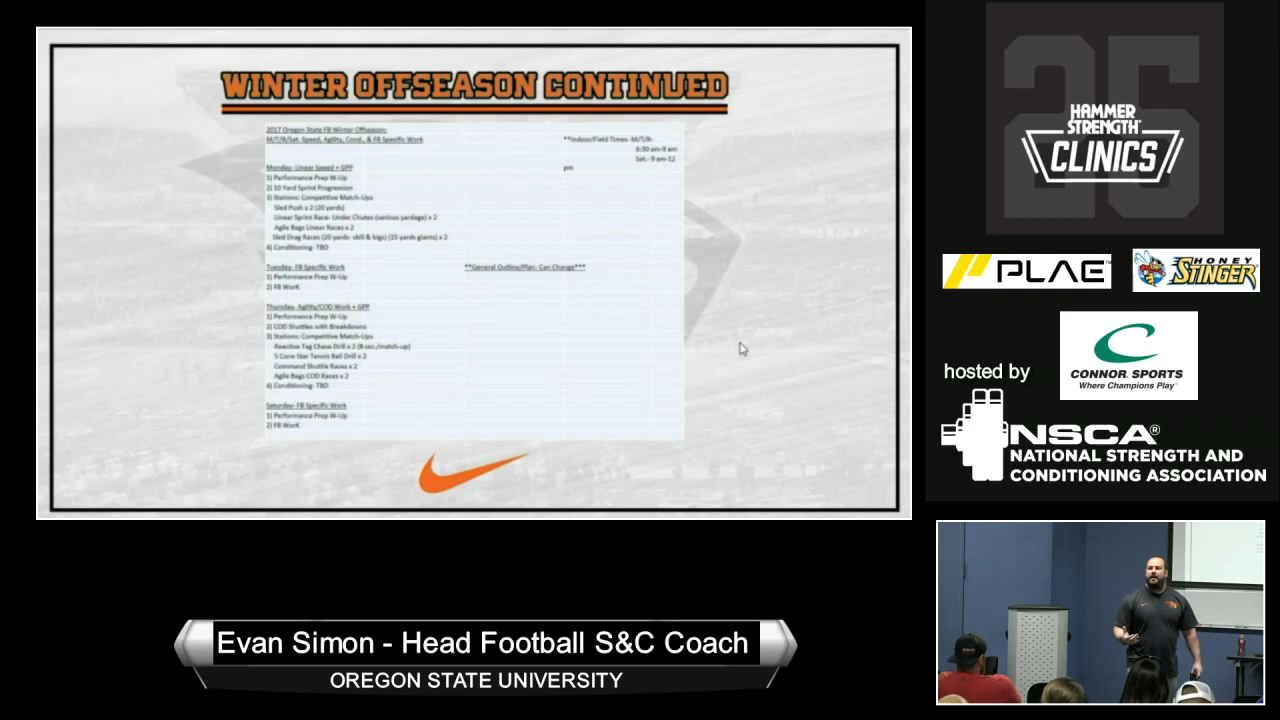 WINTER OFFSEASON CONTINUED
2017 Oregon State FB Winter Offseason:
M/T/R/Sat. Speed, Agility, Cond., & FB Specific Work
**Indoor/Field Times- M/T/R-
6:30 am-9 am
Sat.- 9 am-12
pm
Monday- Linear Speed + GPP
1) Performance Prep W-Up
2) 10 Yard Sprint Progression
3) Stations: Competitive Match-Ups
Sled Push x 2 (20 yards)
Linear Sprint Race- Under Chutes (various yardage) x 2
Agile Bags Linear Races x 2
Sled Drag Races (20 yards- skill & bigs) (15 yards giants) x 2
4) Conditioning- TBD
Tuesday- FB Specific Work
**General Outline/Plan- Can Change***
1) Performance Prep W-Up
2) FB WorK
Thursday- Agility/COD Work + GPP
1) Performance Prep W-Up
2) COD Shuttles with Breakdowns
3) Stations: Competitive Match-Ups
Reactive Tag Chase Drill x 2 (8 sec./match-up)
5 Cone Star Tennis Ball Drill x 2
Command Shuttle Races x 2
Agile Bags COD Races x 2
4) Conditioning- TBD
Saturday- FB Specific Work
1) Performance Prep W-Up
2) FB WorK
25
HAMMER
STRENGTH
CLINICS
PLAE
HONEY
STINGER
hosted by
CONNOR SPORTS
Where Champions Play
NSCA®
NATIONAL STRENGTH AND
CONDITIONING ASSOCIATION
Evan Simon - Head Football S&C Coach
OREGON STATE UNIVERSITY